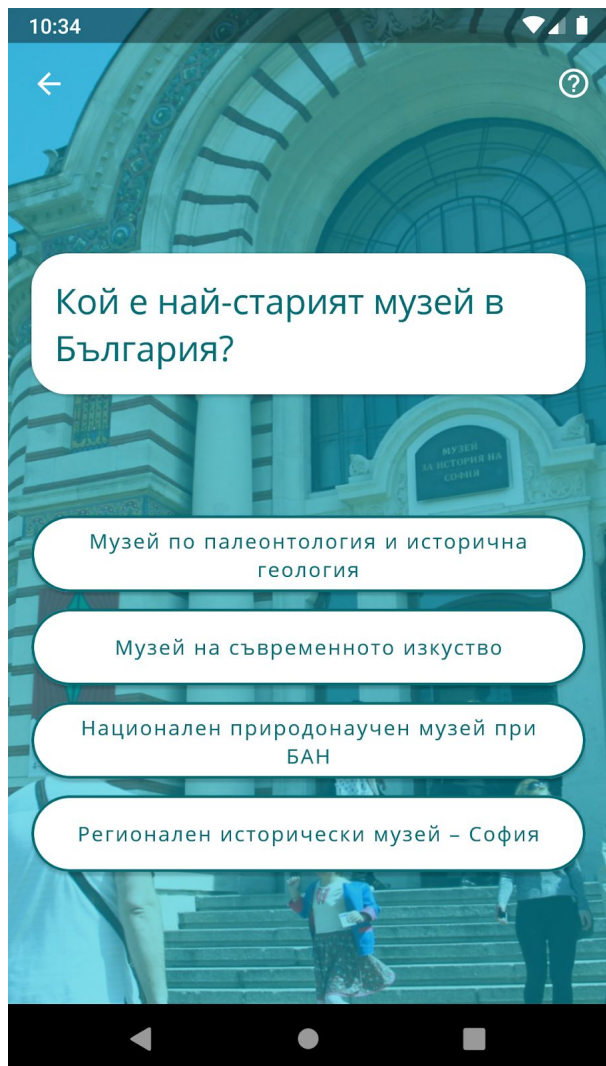 10:34
Кой е най-старият музей в
България?
МУЗЕЙ
ЗА ИСТОРИЯ НА
СОФИЯ
Музей по палеонтология и исторична
геология
Музей на съвременното изкуство
Национален природонаучен музей при
БАН
Регионален исторически музей – София